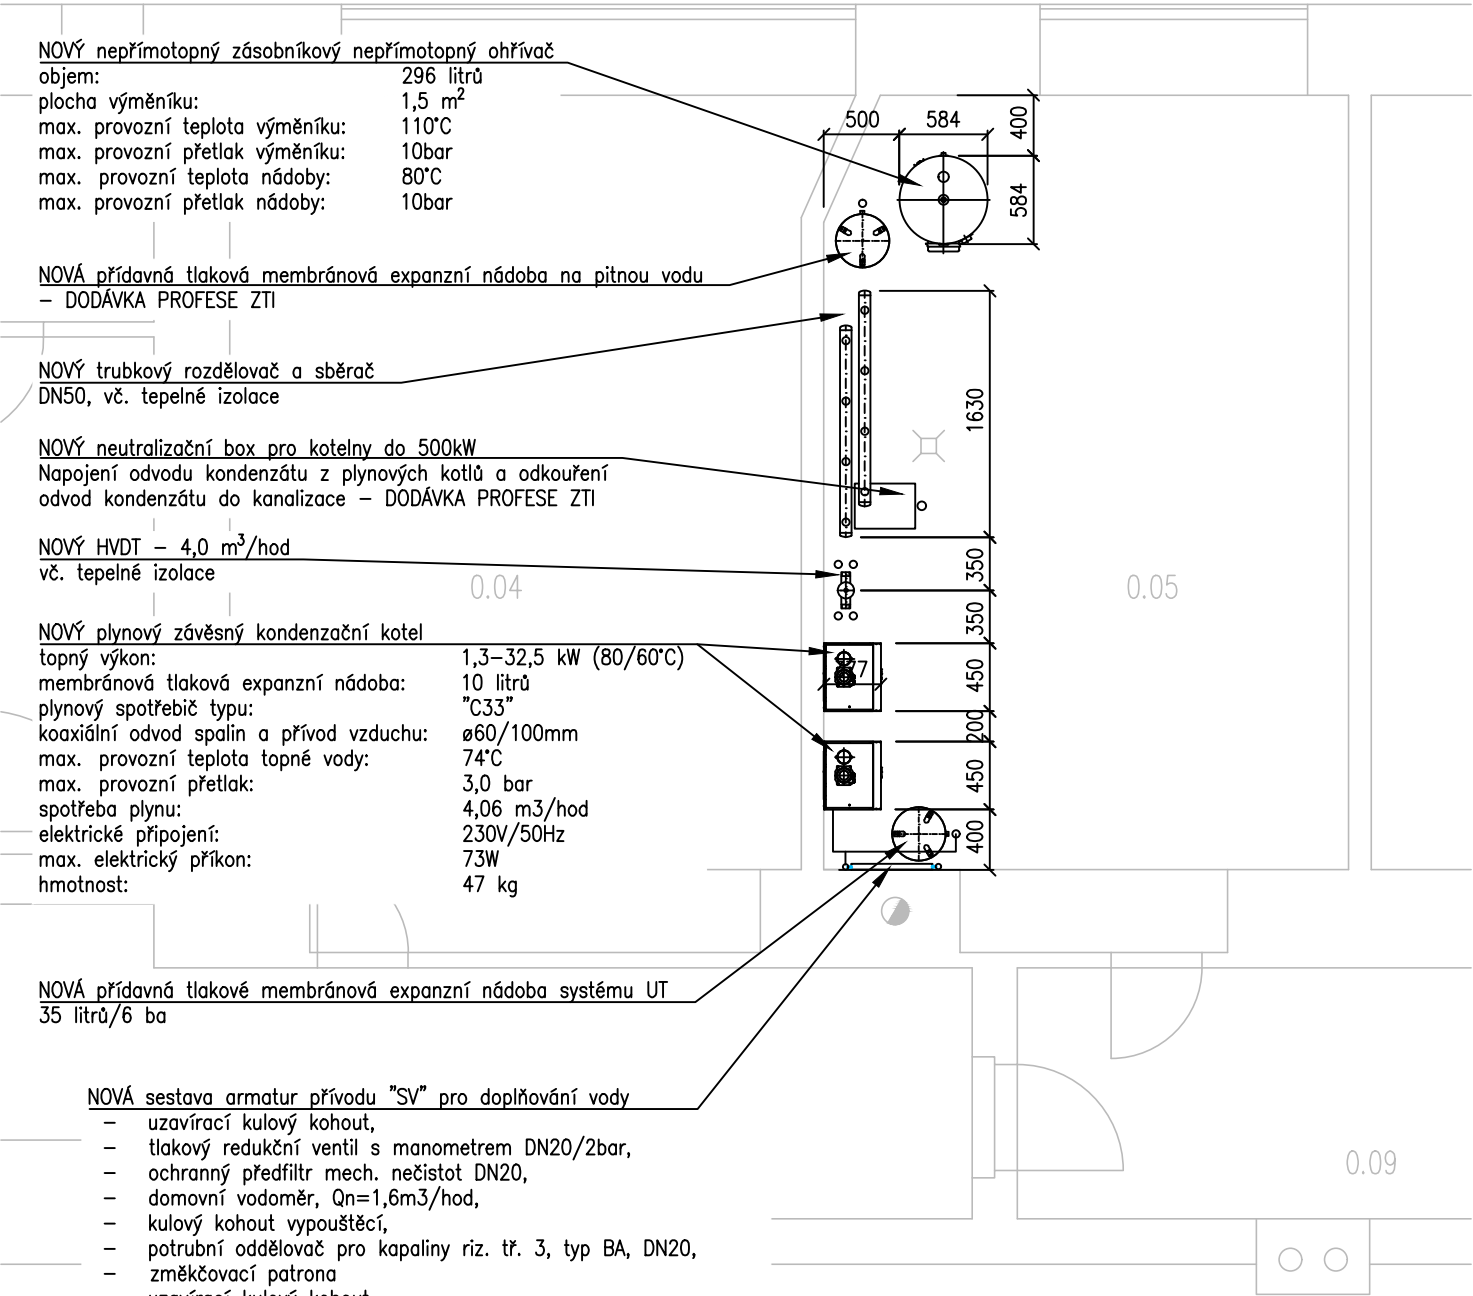 NOVÝ nepřímotopný zásobníkový nepřímotopný ohřívač
objem: 296 litrů
plocha výměníku: 1,5 m²
max. provozní teplota výměníku: 110°C
max. provozní přetlak výměníku: 10bar
max. provozní teplota nádoby: 80°C
max. provozní přetlak nádoby: 10bar
NOVÁ přídavná tlaková membránová expanzní nádoba na pitnou vodu
– DODÁVKA PROFESE ZTI
NOVÝ trubkový rozdělovač a sběrač
DN50, vč. tepelné izolace
NOVÝ neutralizační box pro kotelny do 500kW
Napojení odvodu kondenzátu z plynových kotlů a odkouření
odvod kondenzátu do kanalizace – DODÁVKA PROFESE ZTI
NOVÝ HVDT – 4,0 m³/hod
vč. tepelné izolace
NOVÝ plynový závěsný kondenzační kotel
topný výkon: 1,3–32,5 kW (80/60°C)
membránová tlaková expanzní nádoba: 10 litrů
plynový spotřebič typu: "C33"
koaxiální odvod spalin a přívod vzduchu: ø60/100mm
max. provozní teplota topné vody: 74°C
max. provozní přetlak: 3,0 bar
spotřeba plynu: 4,06 m3/hod
elektrické připojení: 230V/50Hz
max. elektrický příkon: 73W
hmotnost: 47 kg
NOVÁ přídavná tlakové membránová expanzní nádoba systému UT
35 litrů/6 ba
NOVÁ sestava armatur přívodu "SV" pro doplňování vody
– uzavírací kulový kohout,
– tlakový redukční ventil s manometrem DN20/2bar,
– ochranný předfiltr mech. nečistot DN20,
– domovní vodoměr, Qn=1,6m3/hod,
– kulový kohout vypouštěcí,
– potrubní oddělovač pro kapaliny riz. tř. 3, typ BA, DN20,
– změkčovací patrona
– uzavírací kulový kohout
500
584
400
584
1630
350
350
450
200
450
400
0.04
0.05
0.09